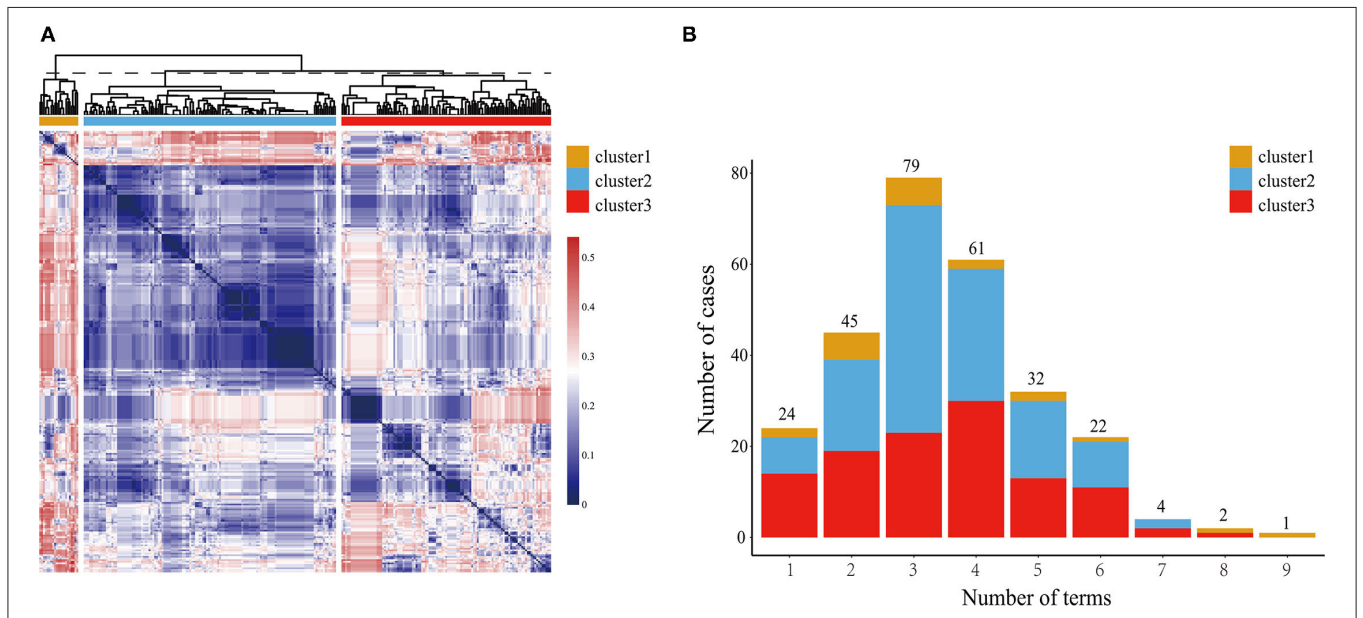 A
cluster1
cluster2
cluster3
0.5
0.4
0.3
0.2
0.1
0
B
Number of cases
80
60
40
20
0
24
45
79
61
32
22
4
2
1
cluster1
cluster2
cluster3
1 2 3 4 5 6 7 8 9
Number of terms